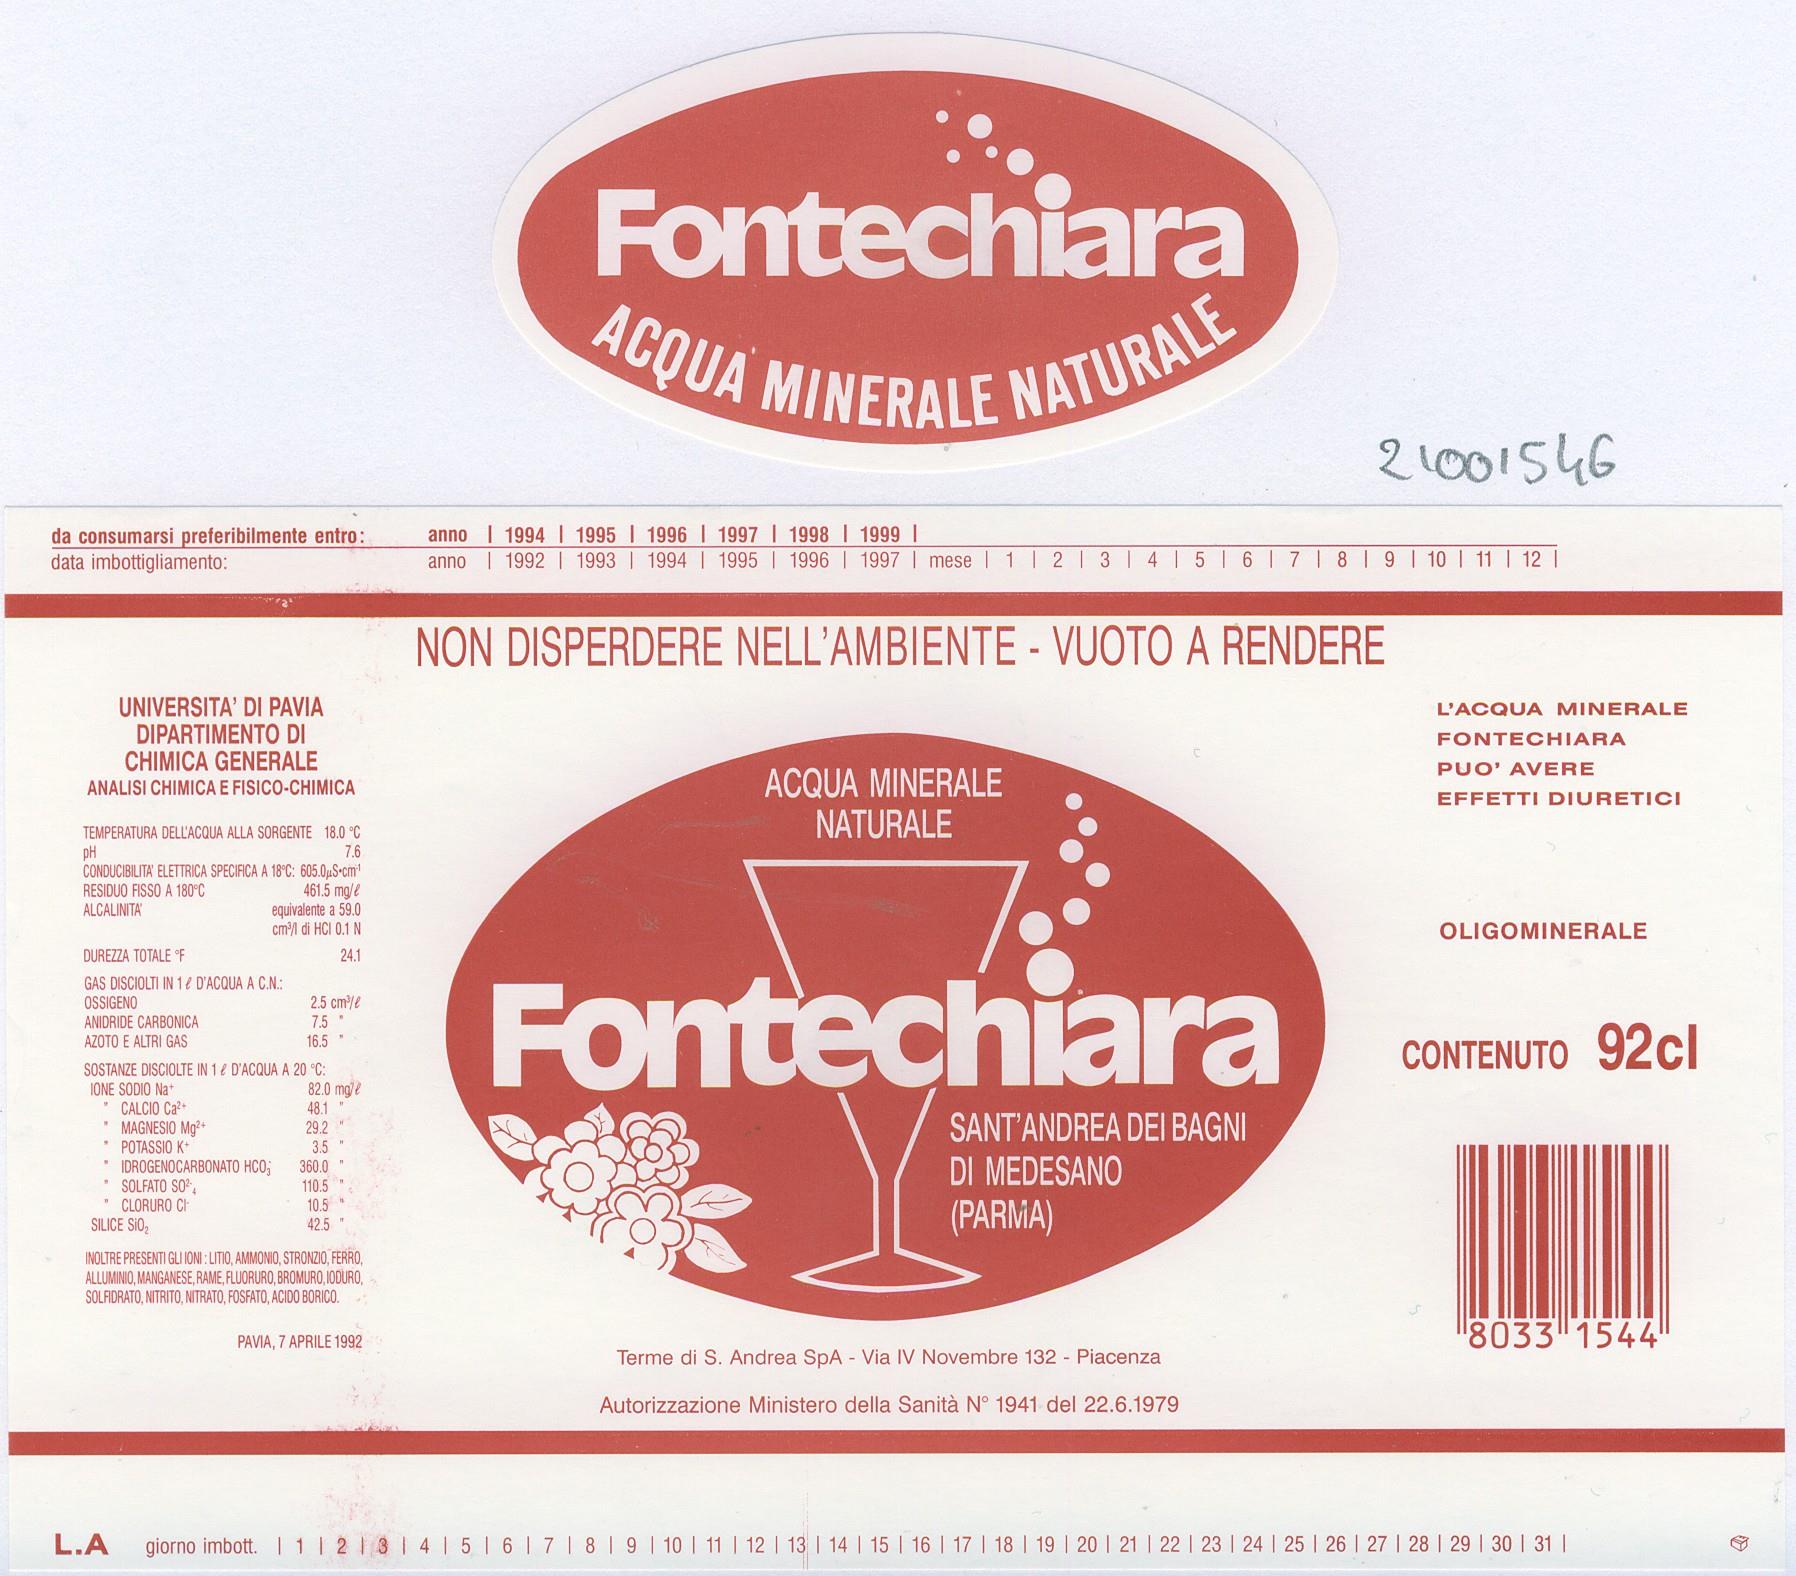 Fontechiara
ACQUA MINERALE NATURALE
21001546
da consumarsi preferibilmente entro: anno | 1994 | 1995 | 1996 | 1997 | 1998 | 1999 |
data imbottigliamento: anno | 1992 | 1993 | 1994 | 1995 | 1996 | 1997 | mese | 1 | 2 | 3 | 4 | 5 | 6 | 7 | 8 | 9 | 10 | 11 | 12 |
NON DISPERDERE NELL'AMBIENTE - VUOTO A RENDERE
UNIVERSITA' DI PAVIA
DIPARTIMENTO DI
CHIMICA GENERALE
ANALISI CHIMICA E FISICO-CHIMICA
TEMPERATURA DELL'ACQUA ALLA SORGENTE 18.0 °C
pH 7.6
CONDUCIBILITA' ELETTRICA SPECIFICA A 18°C: 605.0µS•cm⁻¹
RESIDUO FISSO A 180°C 461.5 mg/ℓ
ALCALINITA' equivalente a 59.0
cm³/l di HCl 0.1 N
DUREZZA TOTALE °F 24.1
GAS DISCIOLTI IN 1 ℓ D'ACQUA A C.N.:
OSSIGENO 2.5 cm³/ℓ
ANIDRIDE CARBONICA 7.5 "
AZOTO E ALTRI GAS 16.5 "
SOSTANZE DISCIOLTE IN 1 ℓ D'ACQUA A 20 °C:
IONE SODIO Na⁺ 82.0 mg/ℓ
" CALCIO Ca²⁺ 48.1 "
" MAGNESIO Mg²⁺ 29.2 "
" POTASSIO K⁺ 3.5 "
" IDROGENOCARBONATO HCO₃⁻ 360.0 "
" SOLFATO SO²⁻₄ 110.5 "
" CLORURO Cl⁻ 10.5 "
SILICE SiO₂ 42.5 "
INOLTRE PRESENTI GLI IONI : LITIO, AMMONIO, STRONZIO, FERRO,
ALLUMINIO, MANGANESE, RAME, FLUORURO, BROMURO, IODURO,
SOLFIDRATO, NITRITO, NITRATO, FOSFATO, ACIDO BORICO.
PAVIA, 7 APRILE 1992
ACQUA MINERALE
NATURALE
Fontechiara
SANT'ANDREA DEI BAGNI
DI MEDESANO
(PARMA)
Terme di S. Andrea SpA - Via IV Novembre 132 - Piacenza
Autorizzazione Ministero della Sanità N° 1941 del 22.6.1979
L'ACQUA MINERALE
FONTECHIARA
PUO' AVERE
EFFETTI DIURETICI
OLIGOMINERALE
CONTENUTO 92cl
8033 1544
L.A giorno imbott. | 1 | 2 | 3 | 4 | 5 | 6 | 7 | 8 | 9 | 10 | 11 | 12 | 13 | 14 | 15 | 16 | 17 | 18 | 19 | 20 | 21 | 22 | 23 | 24 | 25 | 26 | 27 | 28 | 29 | 30 | 31 |